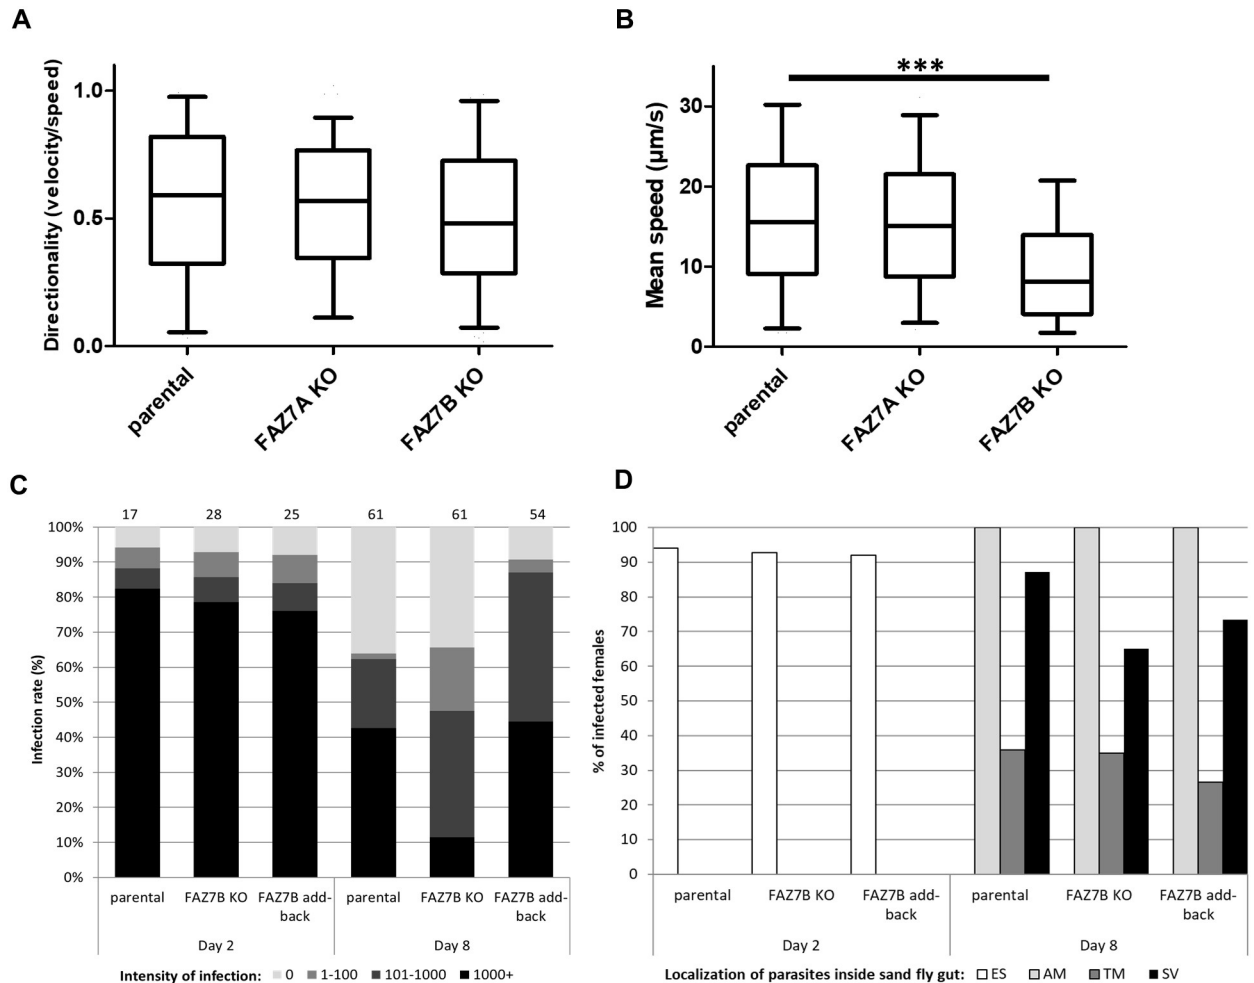 A
Directionality (velocity/speed)
1.0
0.5
0.0
parental
FAZ7A KO
FAZ7B KO
B
***
Mean speed (µm/s)
30
20
10
0
parental
FAZ7A KO
FAZ7B KO
C
17 28 25 61 61 54
Infection rate (%)
100%
90%
80%
70%
60%
50%
40%
30%
20%
10%
0%
parental FAZ7B KO FAZ7B add- parental FAZ7B KO FAZ7B add-
back back
Day 2 Day 8
Intensity of infection: 0 1-100 101-1000 1000+
D
% of infected females
100
90
80
70
60
50
40
30
20
10
0
parental FAZ7B KO FAZ7B add- parental FAZ7B KO FAZ7B add-
back back
Day 2 Day 8
Localization of parasites inside sand fly gut: ES AM TM SV